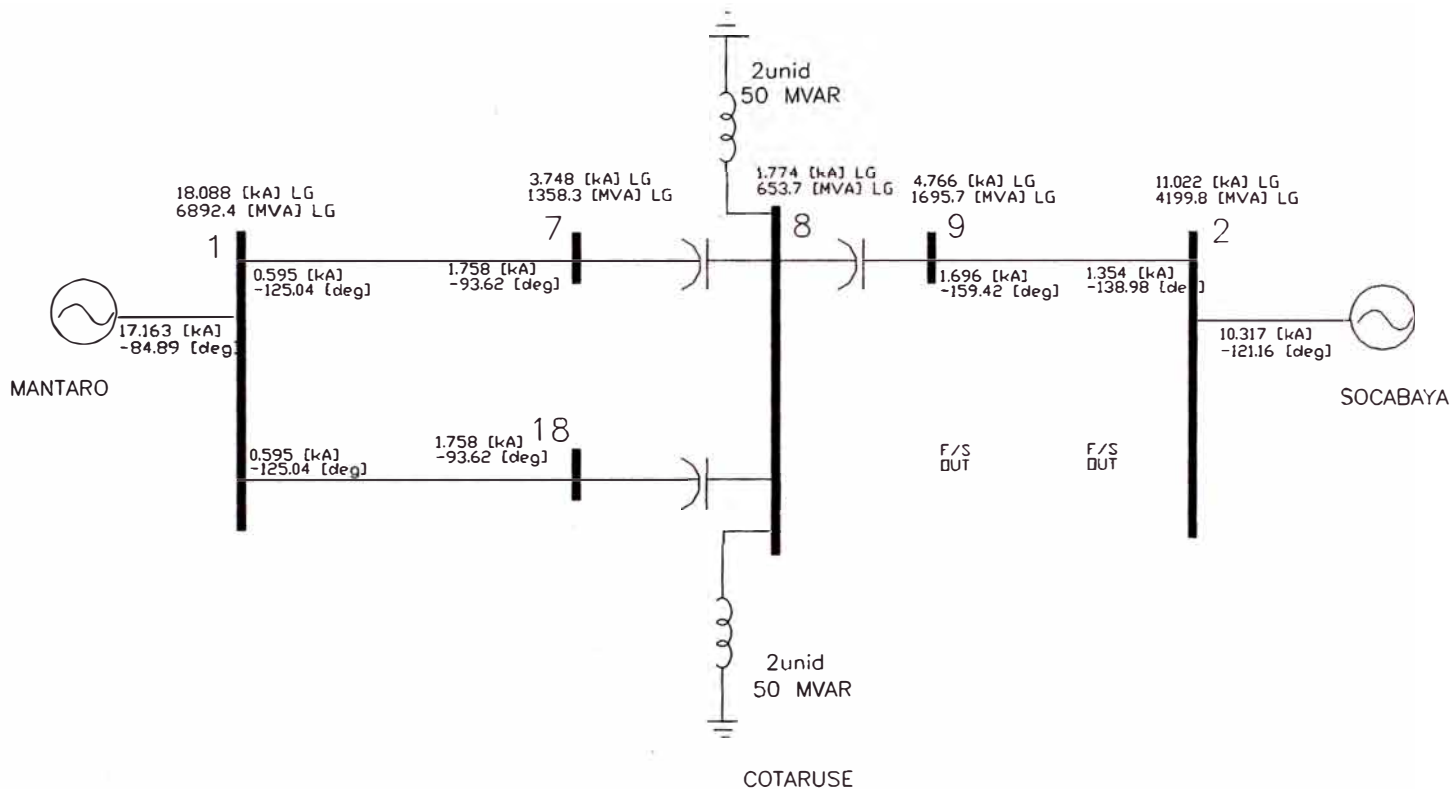 2unid
50 MVAR
18.088 [kA] LG
6892.4 [MVA] LG
3.748 [kA] LG
1358.3 [MVA] LG
1.774 [kA] LG
653.7 [MVA] LG
4.766 [kA] LG
1695.7 [MVA] LG
11.022 [kA] LG
4199.8 [MVA] LG
1
7
8
9
2
0.595 [kA]
-125.04 [deg]
1.758 [kA]
-93.62 [deg]
1.696 [kA]
-159.42 [deg]
1.354 [kA]
-138.98 [deg]
17.163 [kA]
-84.89 [deg]
10.317 [kA]
-121.16 [deg]
MANTARO
SOCABAYA
0.595 [kA]
-125.04 [deg]
1.758 [kA]
-93.62 [deg]
18
F/S
OUT
F/S
OUT
2unid
50 MVAR
COTARUSE